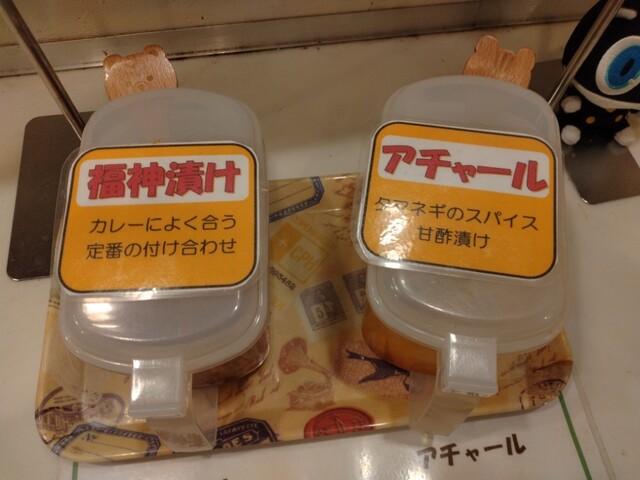 福神漬け
カレーによく合う
定番の付け合わせ
アチャール
タマネギのスパイス
甘酢漬け
アチャール